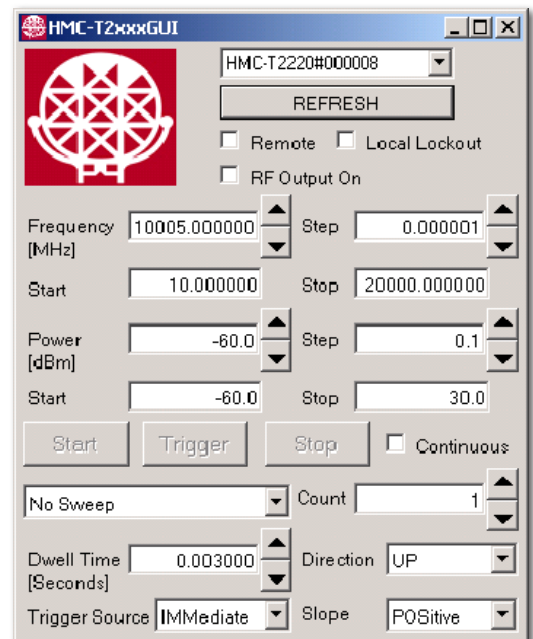 HMC-T2xxxGUI
HMC-T2220#000008
REFRESH
Remote Local Lockout
RF Output On
Frequency [MHz] 10005.000000 Step 0.000001
Start 10.000000 Stop 20000.000000
Power [dBm] -60.0 Step 0.1
Start -60.0 Stop 30.0
Start Trigger Stop Continuous
No Sweep Count 1
Dwell Time [Seconds] 0.003000 Direction UP
Trigger Source IMMediate Slope POSitive